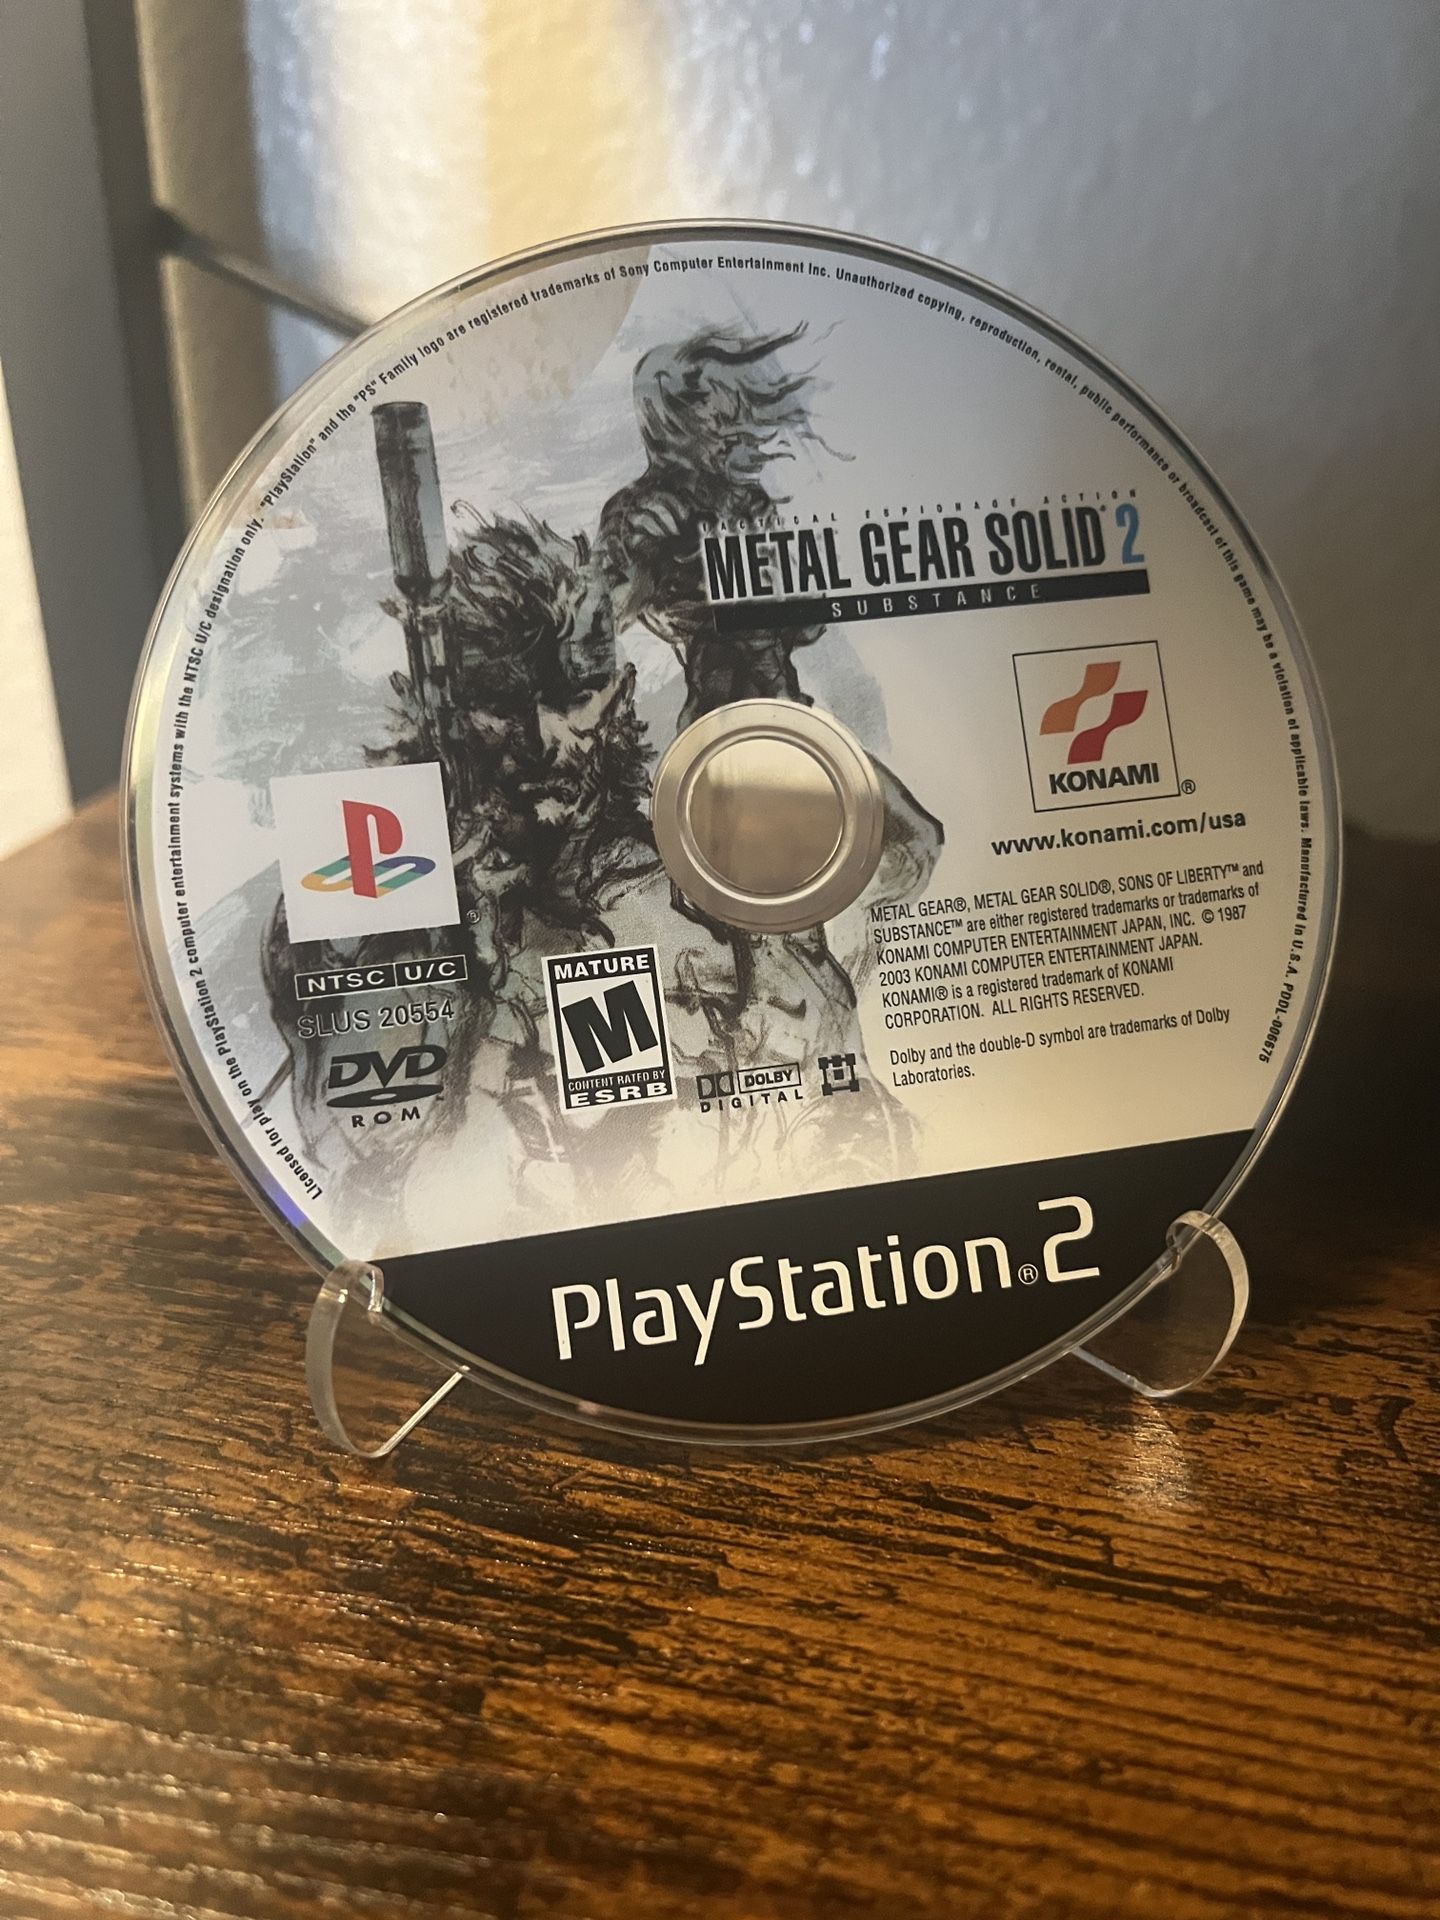 Licensed for play on the PlayStation 2 computer entertainment systems with the NTSC U/C designation only. "PlayStation" and the "PS" Family logo are registered trademarks of Sony Computer Entertainment Inc. Unauthorized copying, reproduction, rental, public performance or broadcast of this game may be a violation of applicable laws. Manufactured in U.S.A. PDDL-006675
TACTICAL ESPIONAGE ACTION
METAL GEAR SOLID® 2
SUBSTANCE
KONAMI®
www.konami.com/usa
METAL GEAR®, METAL GEAR SOLID®, SONS OF LIBERTY™ and
SUBSTANCE™ are either registered trademarks or trademarks of
KONAMI COMPUTER ENTERTAINMENT JAPAN, INC. © 1987
2003 KONAMI COMPUTER ENTERTAINMENT JAPAN.
KONAMI® is a registered trademark of KONAMI
CORPORATION. ALL RIGHTS RESERVED.
Dolby and the double-D symbol are trademarks of Dolby
Laboratories.
®
NTSC U/C
SLUS 20554
DVD
ROM
MATURE
M
CONTENT RATED BY
ESRB
DOLBY
DIGITAL
PlayStation®2